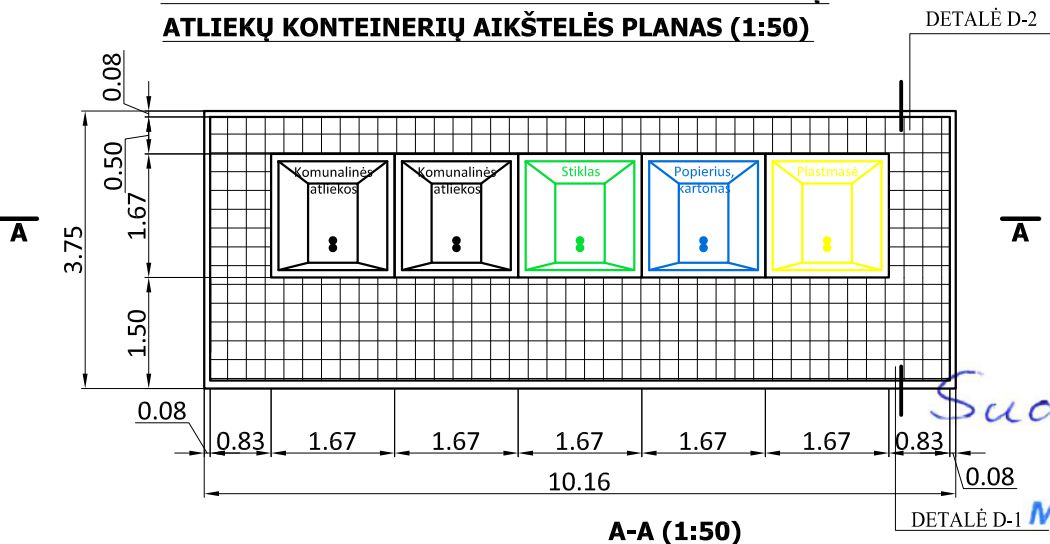 ATLIEKŲ KONTEINERIŲ AIKŠTELĖS PLANAS (1:50)
DETALĖ D-2
0.08
0.50
1.67
3.75
1.50
Komunalinės
atliekos
Komunalinės
atliekos
Stiklas
Popierius,
kartonas
Plastmasė
A
A
0.08
0.83 1.67 1.67 1.67 1.67 1.67 0.83
0.08
10.16
DETALĖ D-1
A-A (1:50)